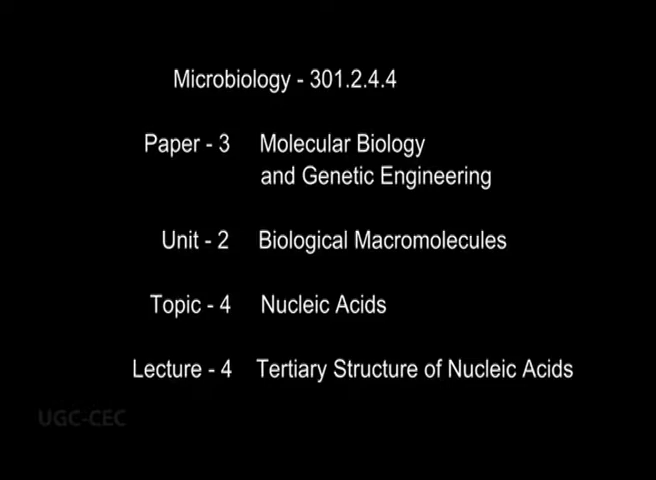 Microbiology - 301.2.4.4
Paper - 3 Molecular Biology
and Genetic Engineering
Unit - 2 Biological Macromolecules
Topic - 4 Nucleic Acids
Lecture - 4 Tertiary Structure of Nucleic Acids
UGC-CEC